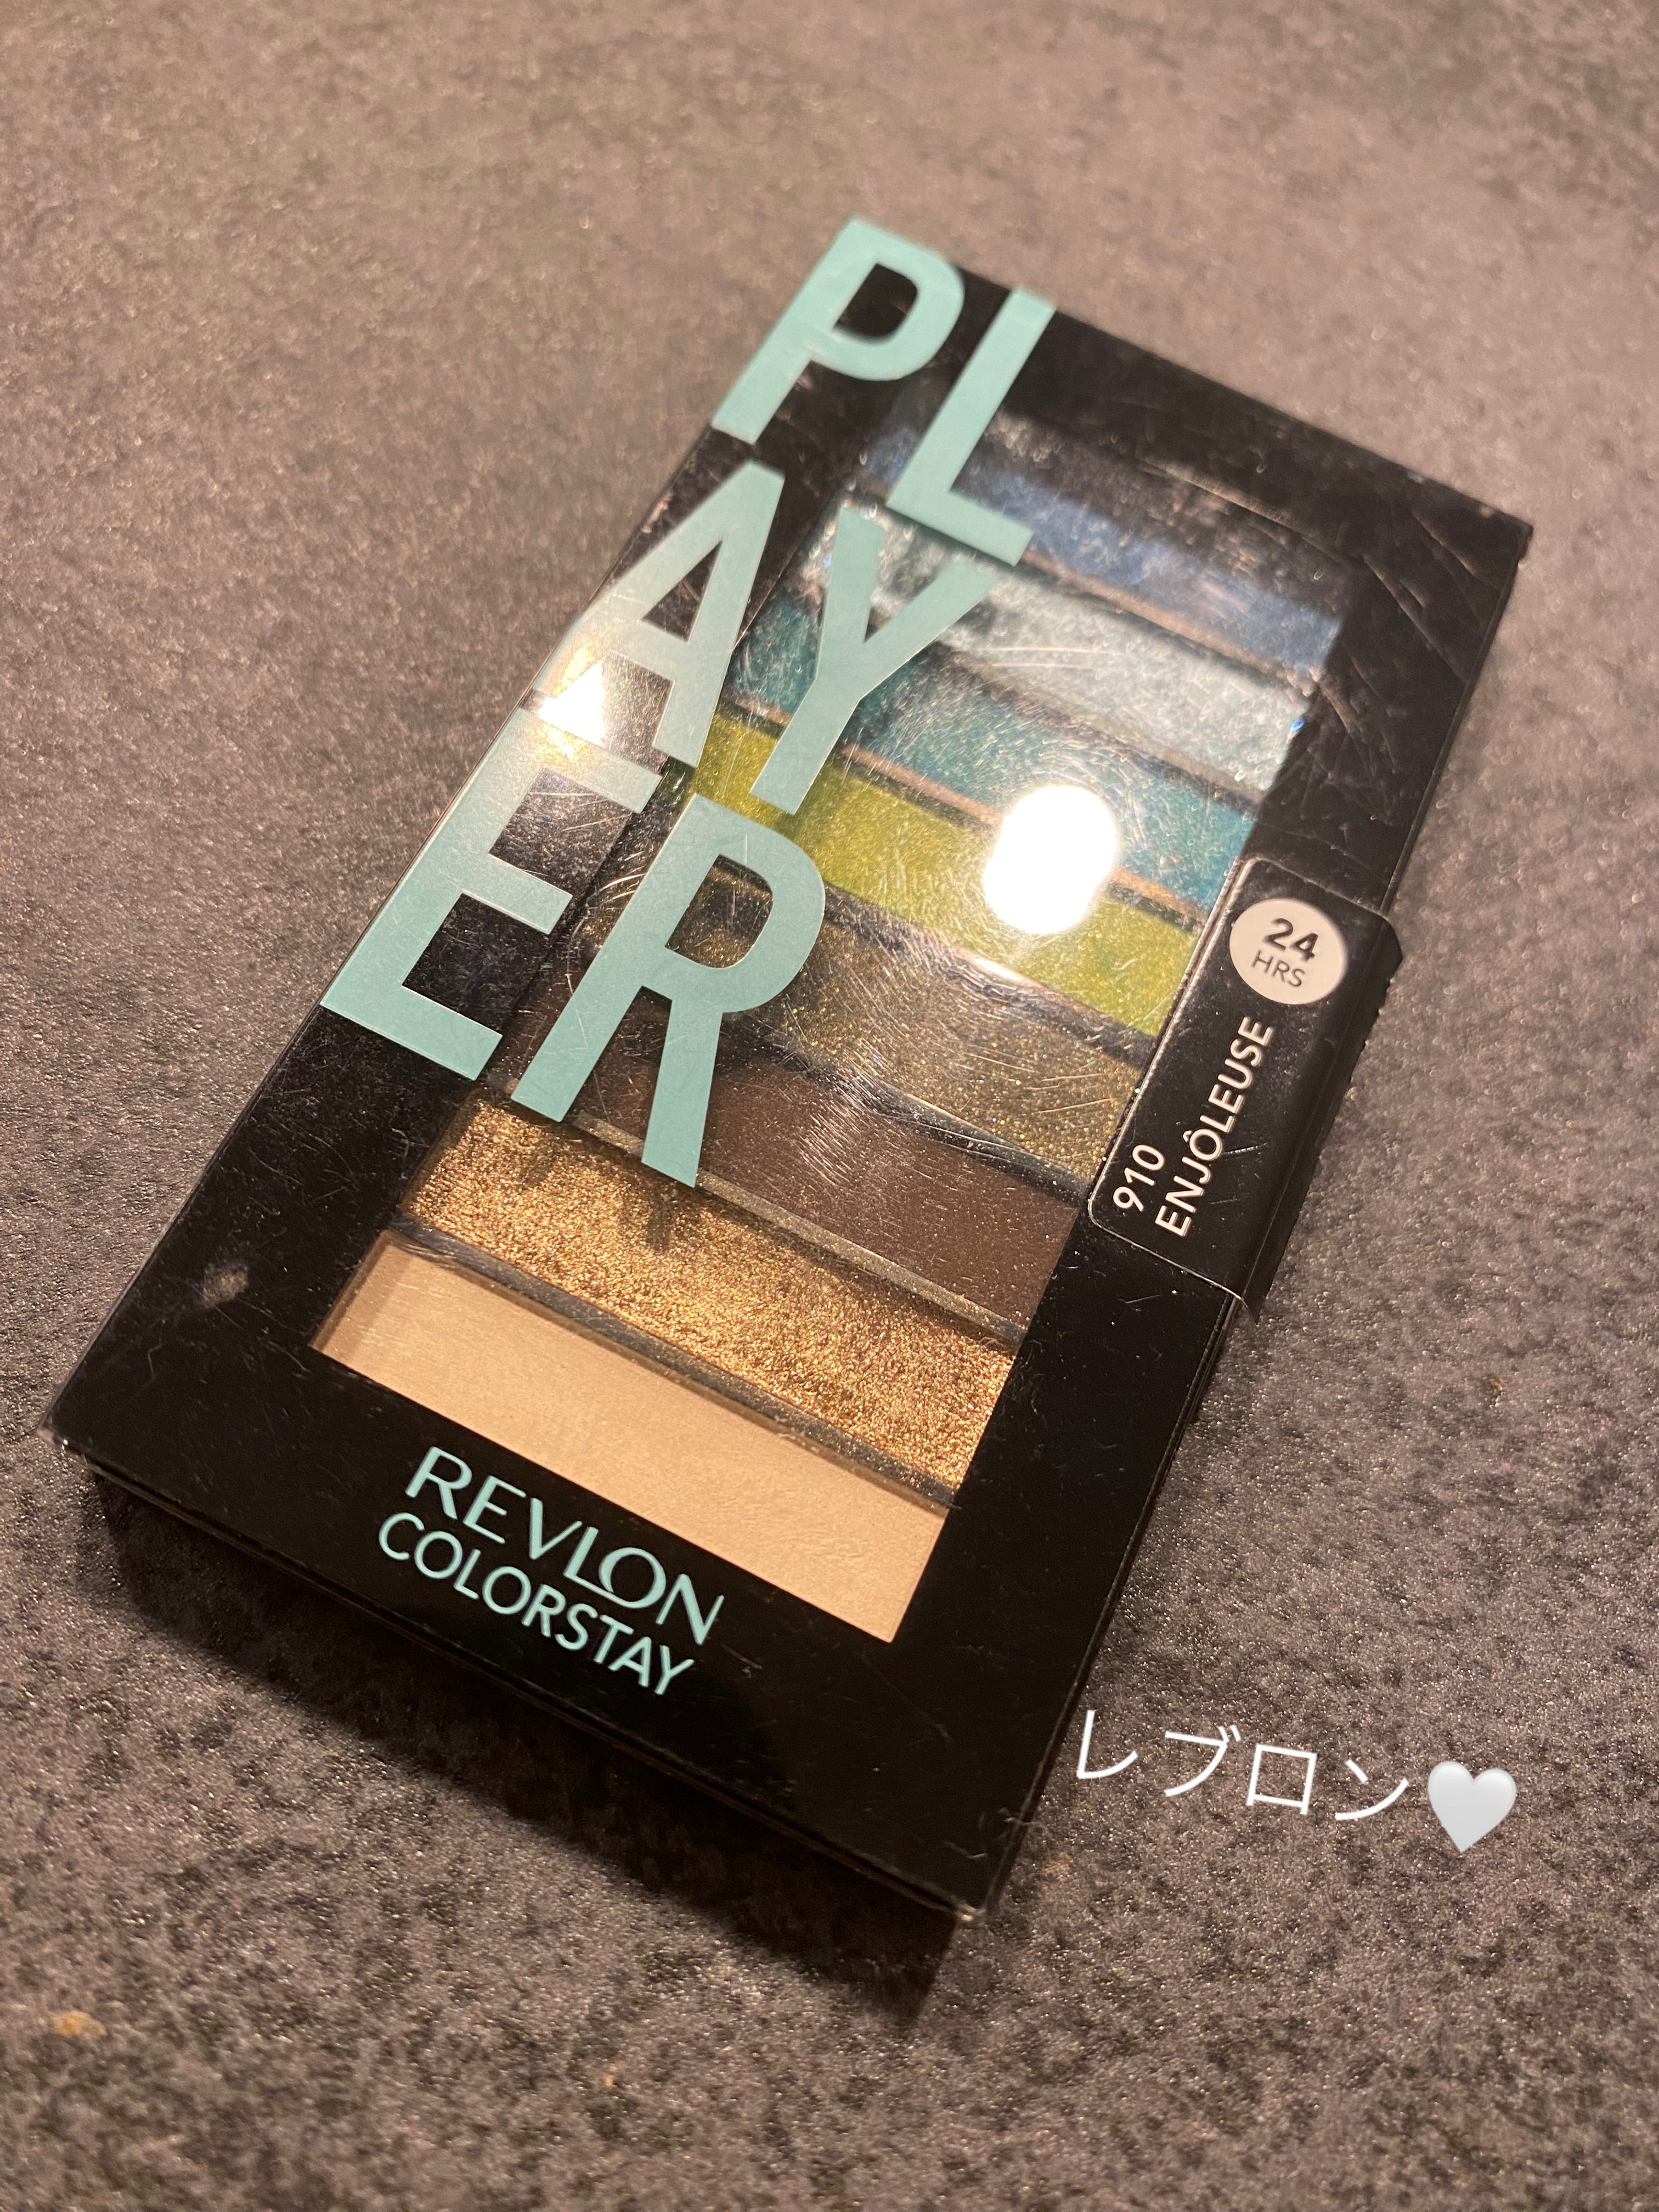 PL
AY
ER
24
HRS
910
ENJÔLEUSE
REVLON
COLORSTAY
レブロン🤍